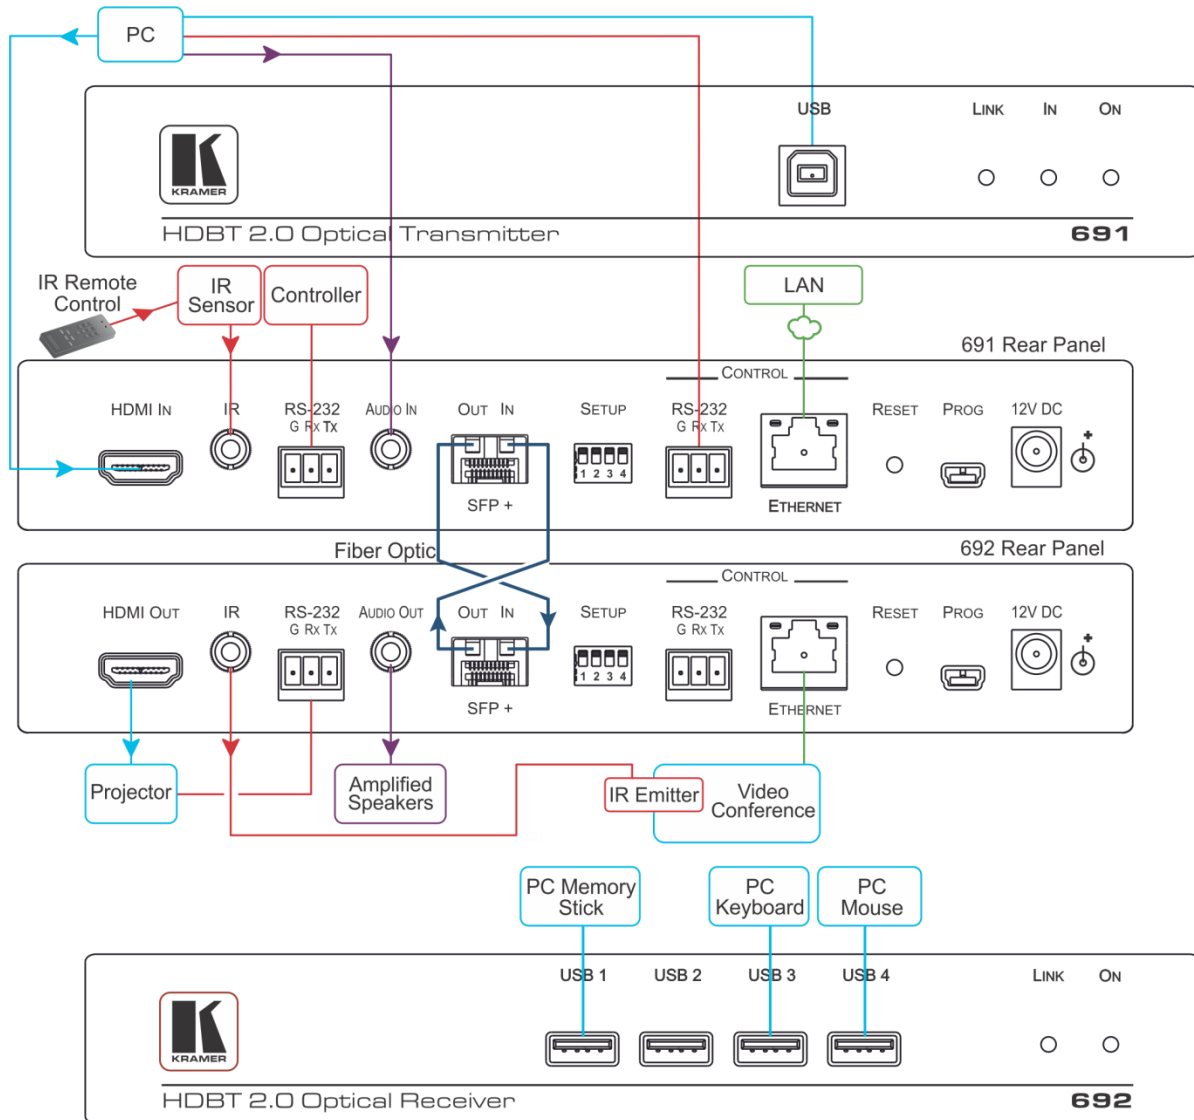 PC
USB
LINK
IN
ON
KRAMER
HDBT 2.0 Optical Transmitter
691
IR Remote
Control
IR
Sensor
Controller
LAN
691 Rear Panel
CONTROL
HDMI IN
IR
RS-232
G Rx Tx
AUDIO IN
OUT IN
SETUP
RS-232
G Rx Tx
RESET
PROG
12V DC
+
1 2 3 4
SFP +
ETHERNET
Fiber Optic
692 Rear Panel
CONTROL
HDMI OUT
IR
RS-232
G Rx Tx
AUDIO OUT
OUT IN
SETUP
RS-232
G Rx Tx
RESET
PROG
12V DC
+
1 2 3 4
SFP +
ETHERNET
Projector
Amplified
Speakers
IR Emitter
Video
Conference
PC Memory
Stick
PC
Keyboard
PC
Mouse
USB 1
USB 2
USB 3
USB 4
LINK
ON
KRAMER
HDBT 2.0 Optical Receiver
692